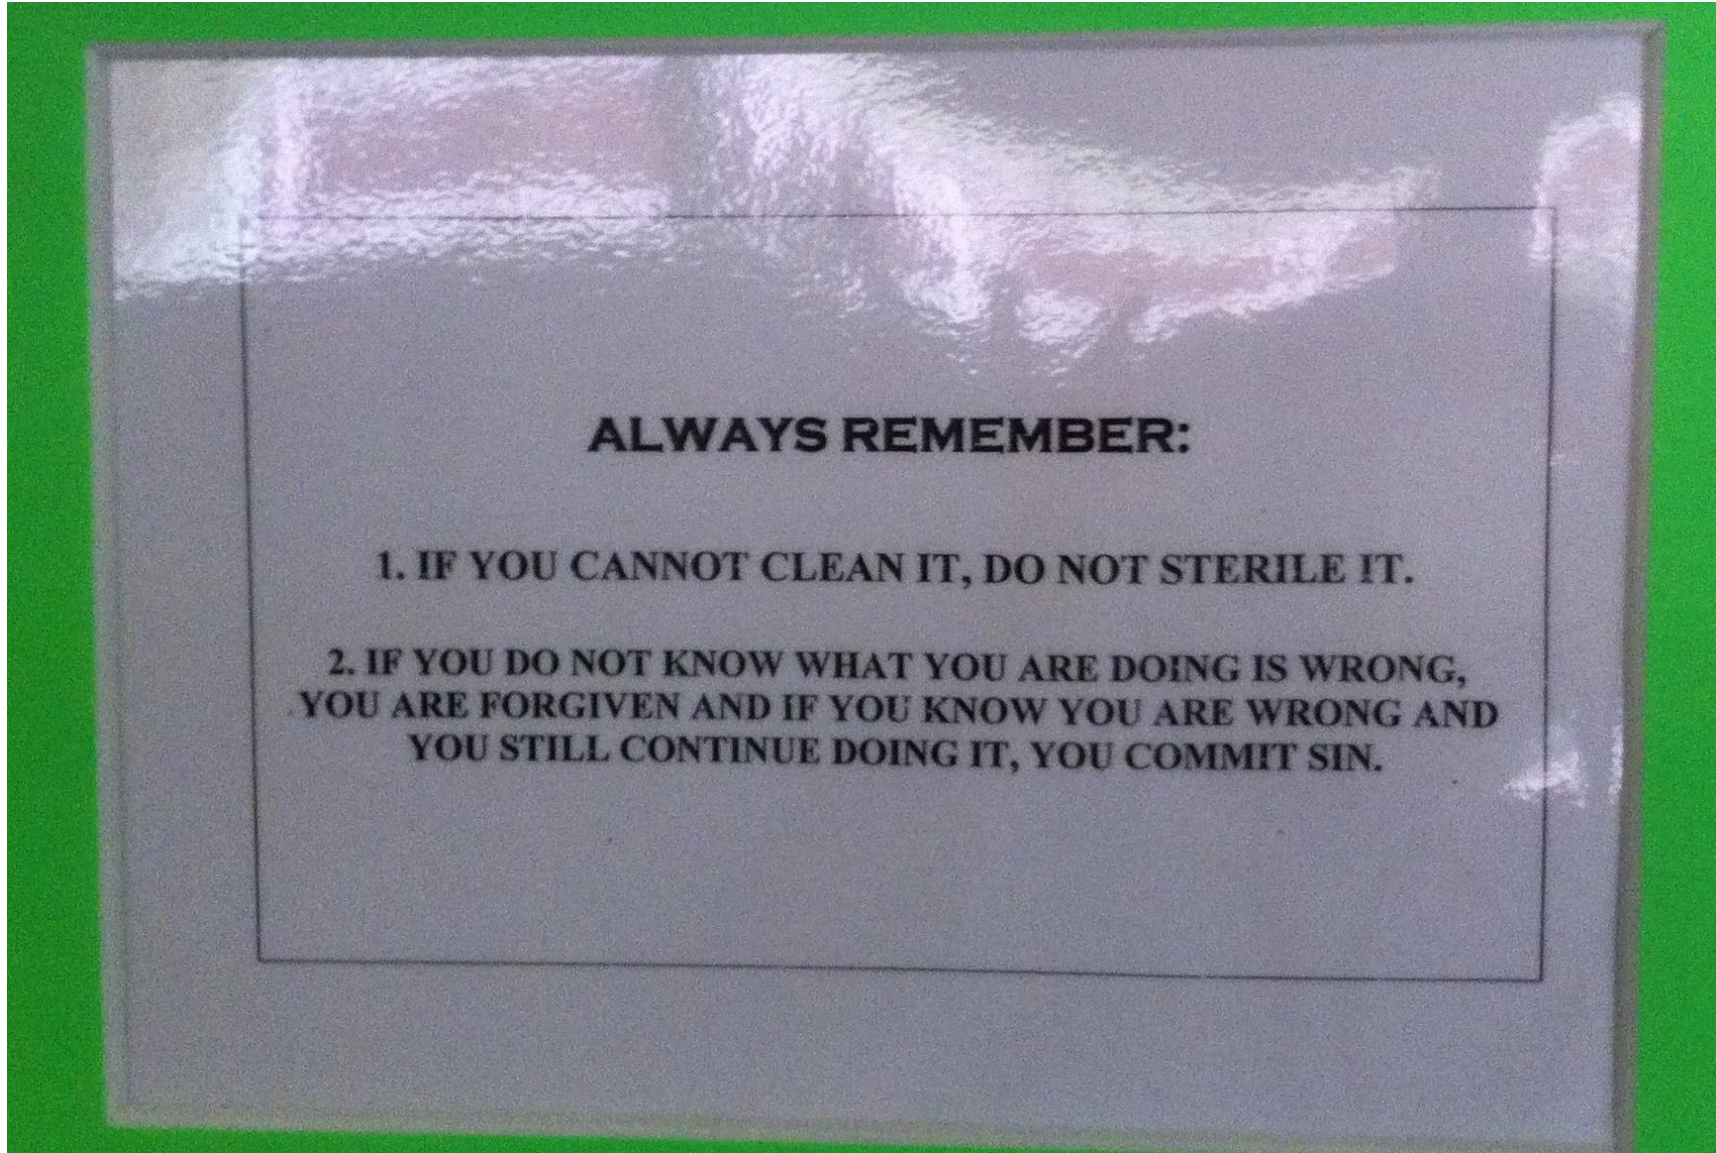 ALWAYS REMEMBER:
1. IF YOU CANNOT CLEAN IT, DO NOT STERILE IT.
2. IF YOU DO NOT KNOW WHAT YOU ARE DOING IS WRONG,
YOU ARE FORGIVEN AND IF YOU KNOW YOU ARE WRONG AND
YOU STILL CONTINUE DOING IT, YOU COMMIT SIN.